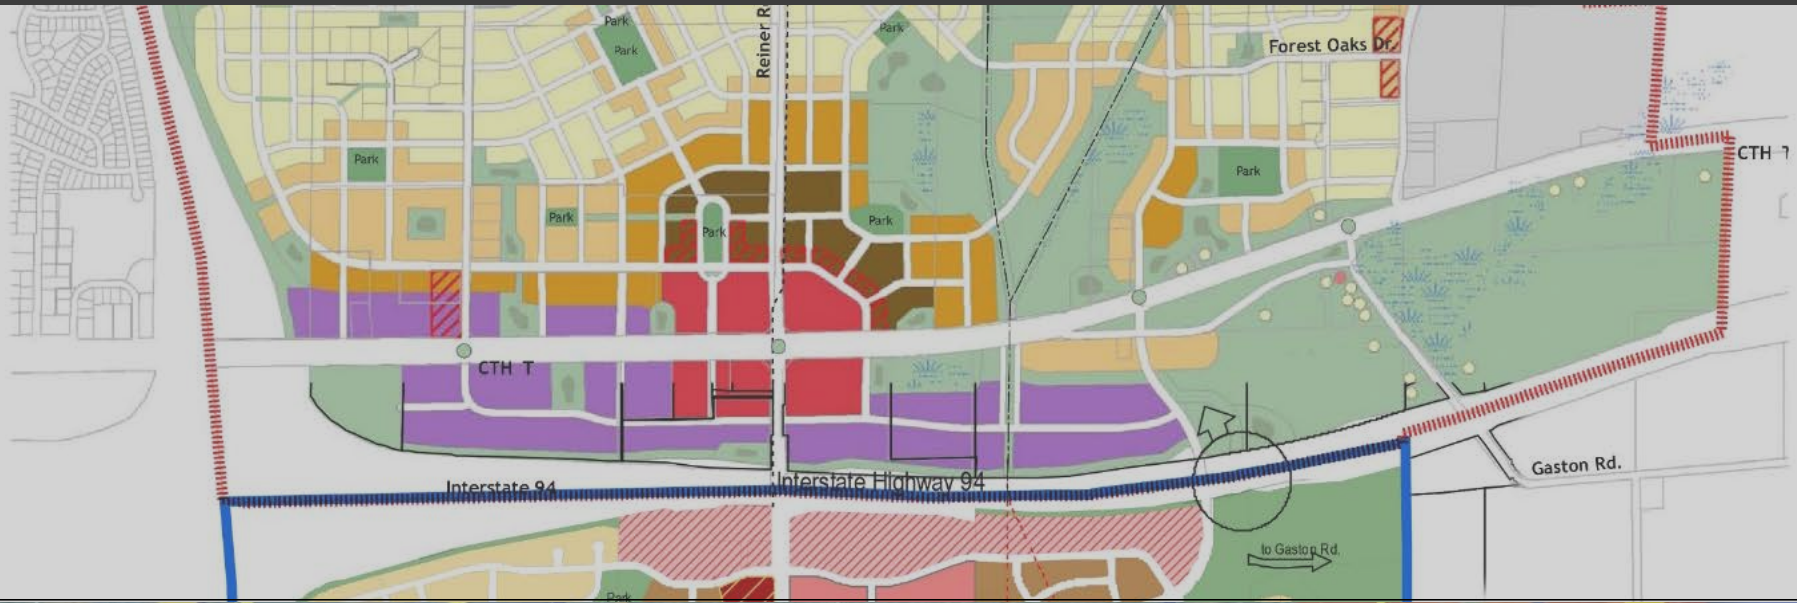 Park
Park
Park
Reiner R
Forest Oaks Dr.
CTH T
Park
Park
Park
Park
Park
CTH T
Interstate 94
Interstate Highway 94
Gaston Rd.
to Gaston Rd.
Park